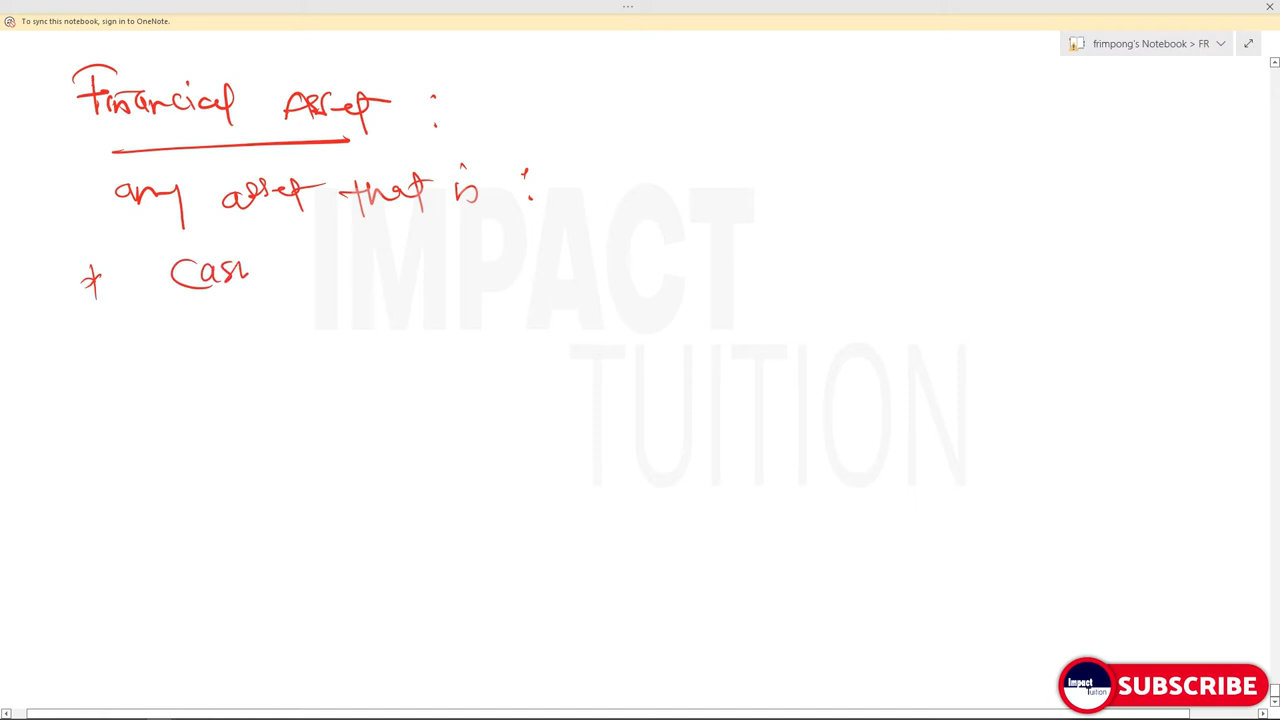 To sync this notebook, sign in to OneNote.
frimpong's Notebook > FR
Financial Asset :
any asset that is :
* Cash
IMPACT
TUITION
Impact
Tuition
SUBSCRIBE